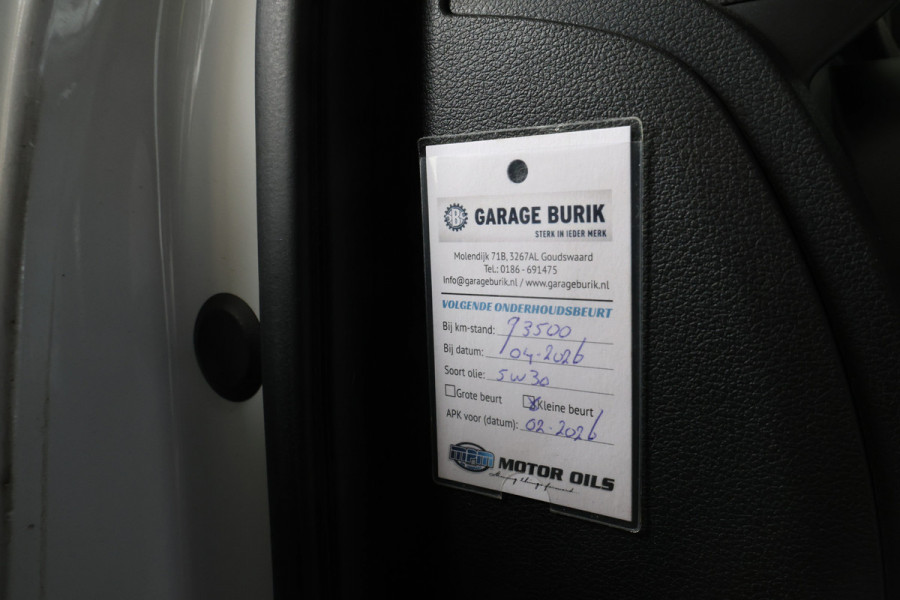 GARAGE BURIK
STERK IN IEDER MERK
Molendijk 71B, 3267AL Goudswaard
Tel.: 0186 - 691475
info@garageburik.nl / www.garageburik.nl
VOLGENDE ONDERHOUDSBEURT
Bij km-stand: 93500
Bij datum: 04-2026
Soort olie: 5W30
Grote beurt Kleine beurt
APK voor (datum): 02-2026
MOTOR OILS